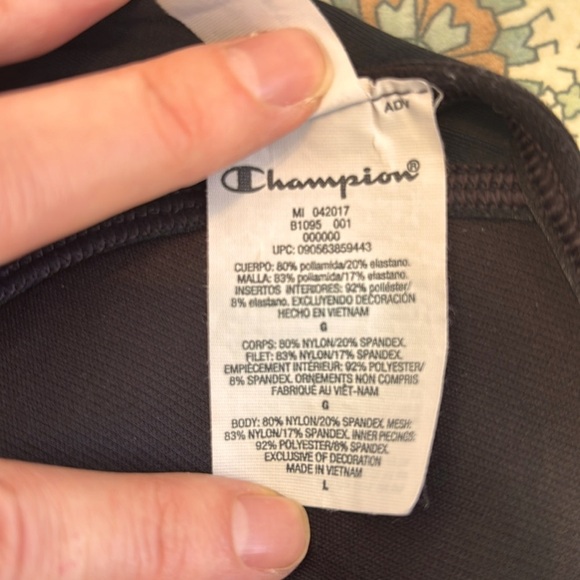 Champion®
MI 042017
B1095 001
000000
UPC: 090563859443
CUERPO: 80% poliamida/20% elastano.
MALLA: 83% poliamida/17% elastano.
INSERTOS INTERIORES: 92% poliéster/
8% elastano. EXCLUYENDO DECORACIÓN
HECHO EN VIETNAM
G
CORPS: 80% NYLON/20% SPANDEX.
FILET: 83% NYLON/17% SPANDEX.
EMPIÈCEMENT INTÉRIEUR: 92% POLYESTER/
8% SPANDEX. ORNEMENTS NON COMPRIS
FABRIQUÉ AU VIÊT-NAM
G
BODY: 80% NYLON/20% SPANDEX. MESH:
83% NYLON/17% SPANDEX. INNER PIECINGS:
92% POLYESTER/8% SPANDEX.
EXCLUSIVE OF DECORATION
MADE IN VIETNAM
L